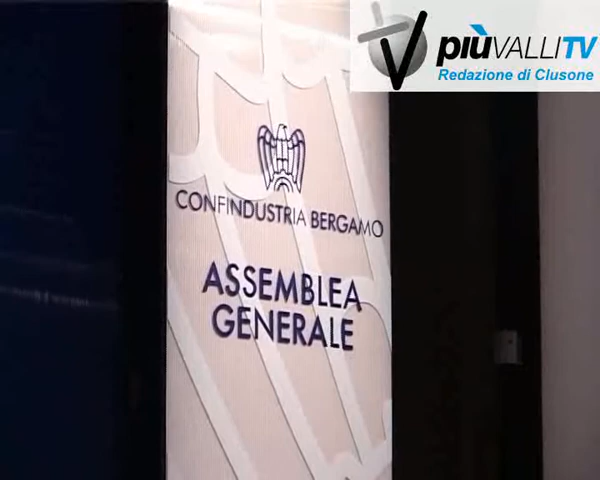 piùVALLITV
Redazione di Clusone
CONFINDUSTRIA BERGAMO
ASSEMBLEA
GENERALE